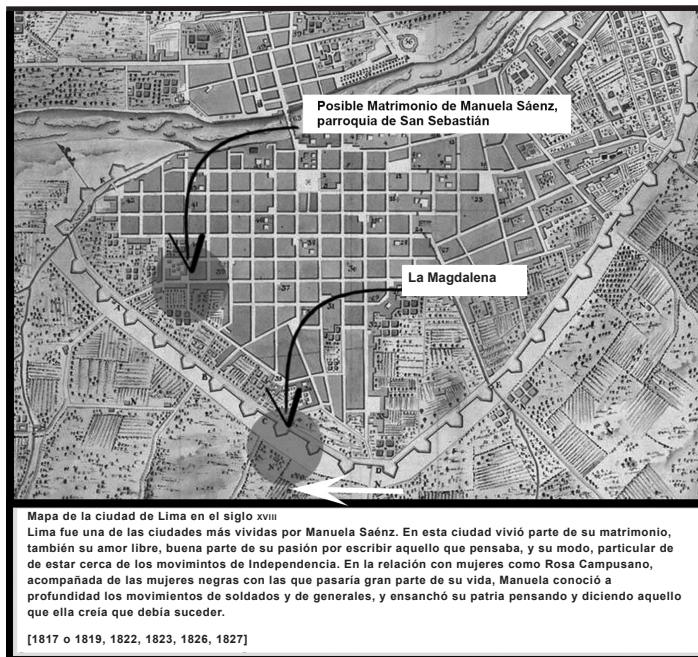 Posible Matrimonio de Manuela Sáenz,
parroquia de San Sebastián
La Magdalena
Mapa de la ciudad de Lima en el siglo XVIII
Lima fue una de las ciudades más vividas por Manuela Saénz. En esta ciudad vivió parte de su matrimonio,
también su amor libre, buena parte de su pasión por escribir aquello que pensaba, y su modo, particular de
de estar cerca de los movimintos de Independencia. En la relación con mujeres como Rosa Campusano,
acompañada de las mujeres negras con las que pasaría gran parte de su vida, Manuela conoció a
profundidad los movimientos de soldados y de generales, y ensanchó su patria pensando y diciendo aquello
que ella creía que debía suceder.
[1817 o 1819, 1822, 1823, 1826, 1827]